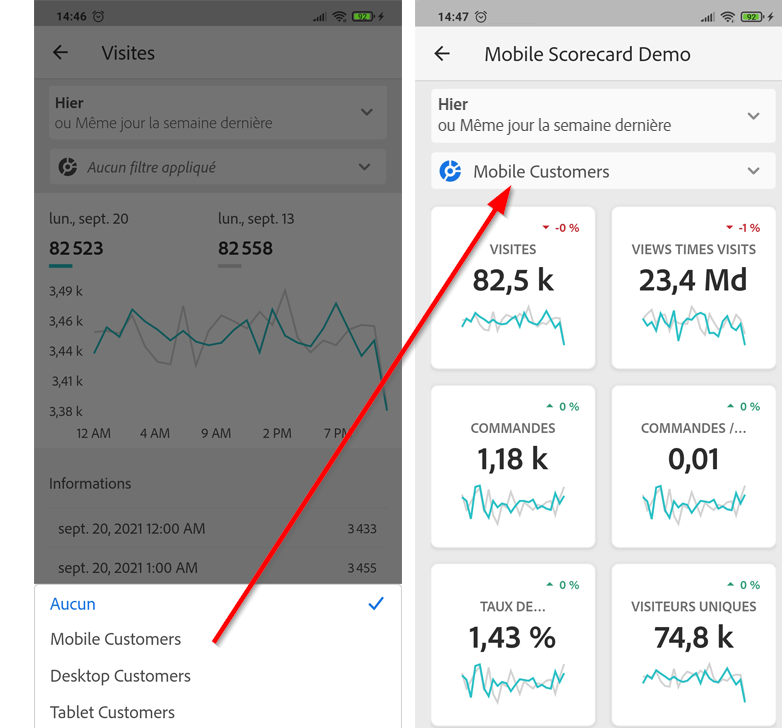 14:46
92
Visites
Hier
ou Même jour la semaine dernière
Aucun filtre appliqué
lun., sept. 20
lun., sept. 13
82 523
82 558
3,49 k
3,46 k
3,44 k
3,41 k
3,38 k
12 AM
4 AM
9 AM
2 PM
7 PM
Informations
sept. 20, 2021 12:00 AM
3 433
sept. 20, 2021 1:00 AM
3 455
Aucun
Mobile Customers
Desktop Customers
Tablet Customers
14:47
92
Mobile Scorecard Demo
Hier
ou Même jour la semaine dernière
Mobile Customers
-0 %
VISITES
82,5 k
-1 %
VIEWS TIMES VISITS
23,4 Md
0 %
COMMANDES
1,18 k
0 %
COMMANDES /...
0,01
0 %
TAUX DE...
1,43 %
0 %
VISITEURS UNIQUES
74,8 k